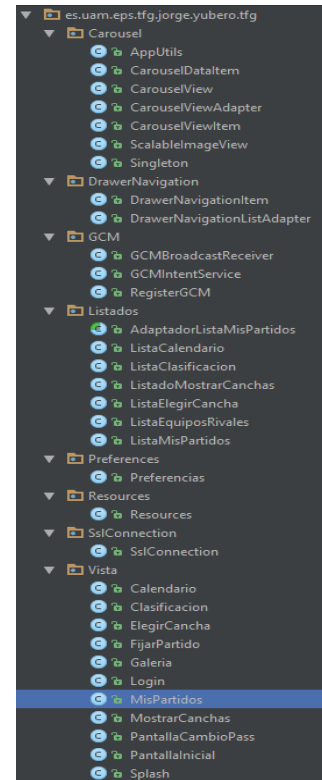 es.uam.eps.tfg.jorge.yubero.tfg
Carousel
AppUtils
CarouselDataItem
CarouselView
CarouselViewAdapter
CarouselViewItem
ScalableImageView
Singleton
DrawerNavigation
DrawerNavigationItem
DrawerNavigationListAdapter
GCM
GCMBroadcastReceiver
GCMIntentService
RegisterGCM
Listados
AdaptadorListaMisPartidos
ListaCalendario
ListaClasificacion
ListadoMostrarCanchas
ListaElegirCancha
ListaEquiposRivales
ListaMisPartidos
Preferences
Preferencias
Resources
Resources
SslConnection
SslConnection
Vista
Calendario
Clasificacion
ElegirCancha
FijarPartido
Galeria
Login
MisPartidos
MostrarCanchas
PantallaCambioPass
PantallaInicial
Splash